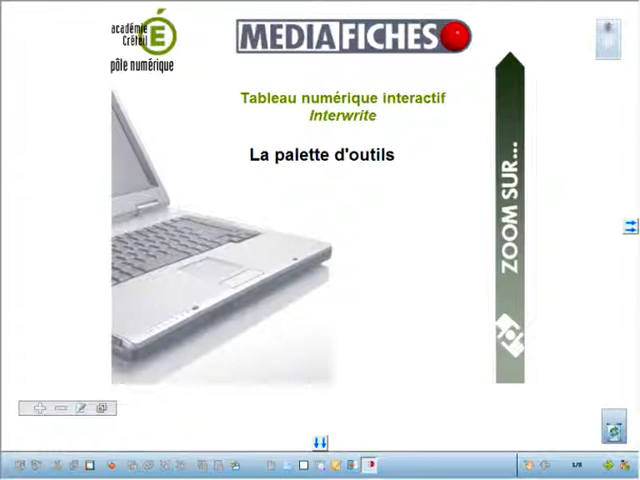 académie
Créteil
pôle numérique
MEDIAFICHES
Tableau numérique interactif
Interwrite
La palette d'outils
ZOOM SUR...
1/8